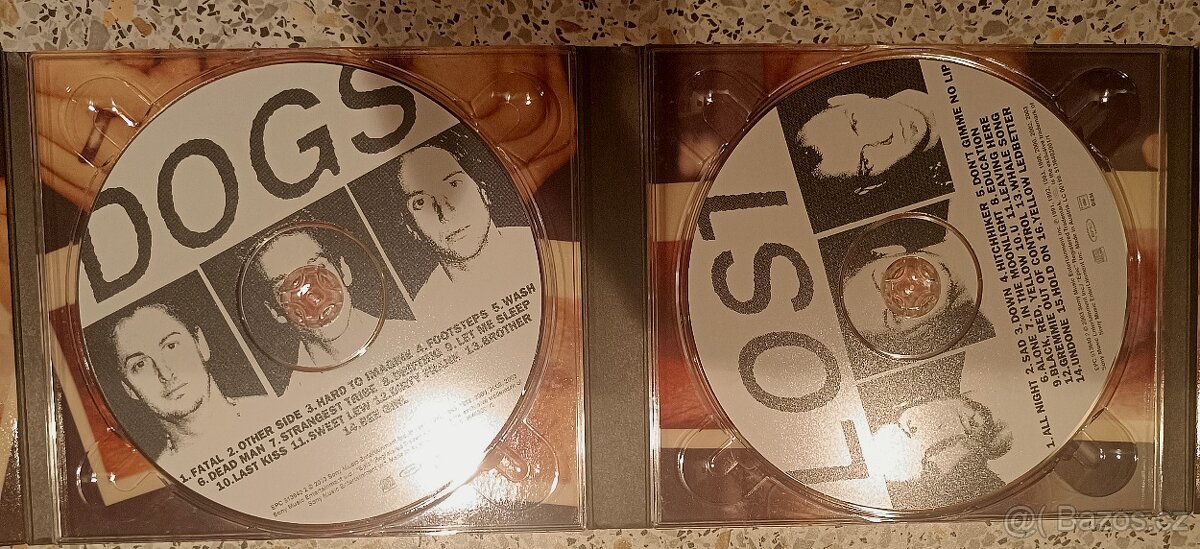 DOGS
1. FATAL 2. OTHER SIDE 3. HARD TO IMAGINE 4. FOOTSTEPS 5. WASH
6. DEAD MAN 7. STRANGEST TRIBE 8. DRIFTING 9. LET ME SLEEP
10. LAST KISS 11. SWEET LEW 12. DIRTY FRANK 13. BROTHER
14. BEE GIRL
LOST
1. ALL NIGHT 2. SAD 3. DOWN 4. HITCHHIKER 5. DON'T GIMME NO LIP
6. ALONE 7. IN THE MOONLIGHT 8. EDUCATION
9. BLACK, RED, YELLOW 10. U 11. LEAVING HERE
12. GREMMIE OUT OF CONTROL 13. WHALE SONG
14. UNDONE 15. HOLD ON 16. YELLOW LEDBETTER
Bazos.cz